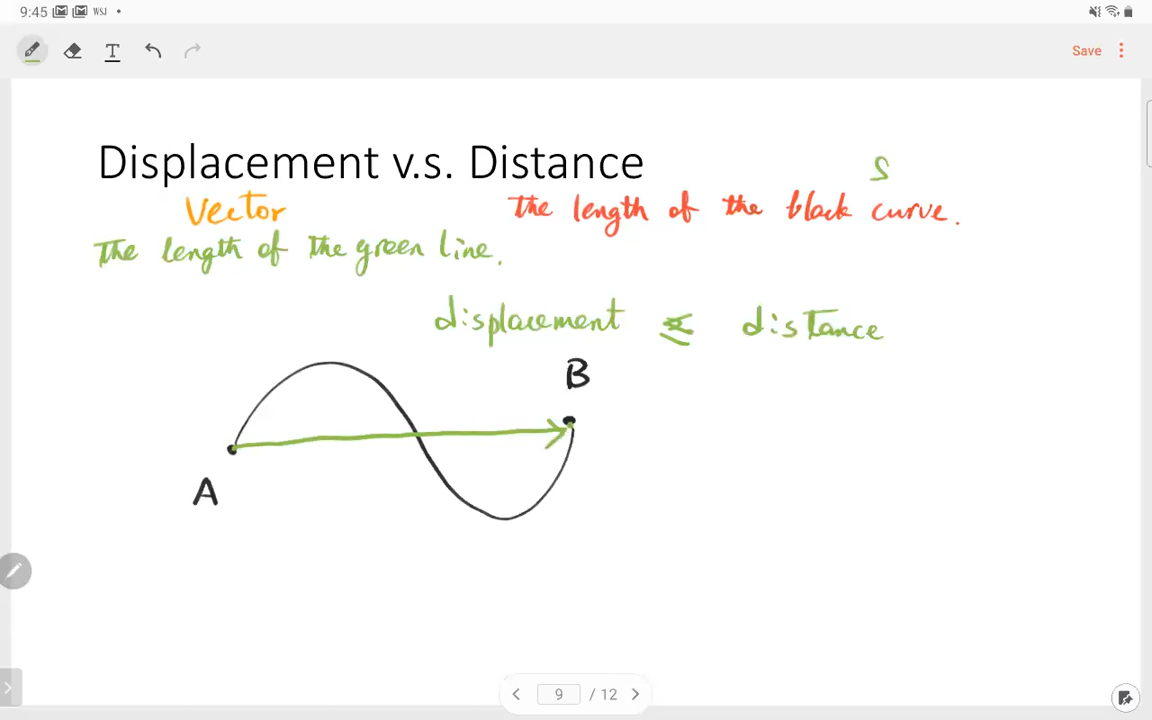 9:45 WSJ
Save
Displacement v.s. Distance
S
Vector
The length of the black curve.
The length of the green line.
displacement ≤ distance
B
A
9 / 12